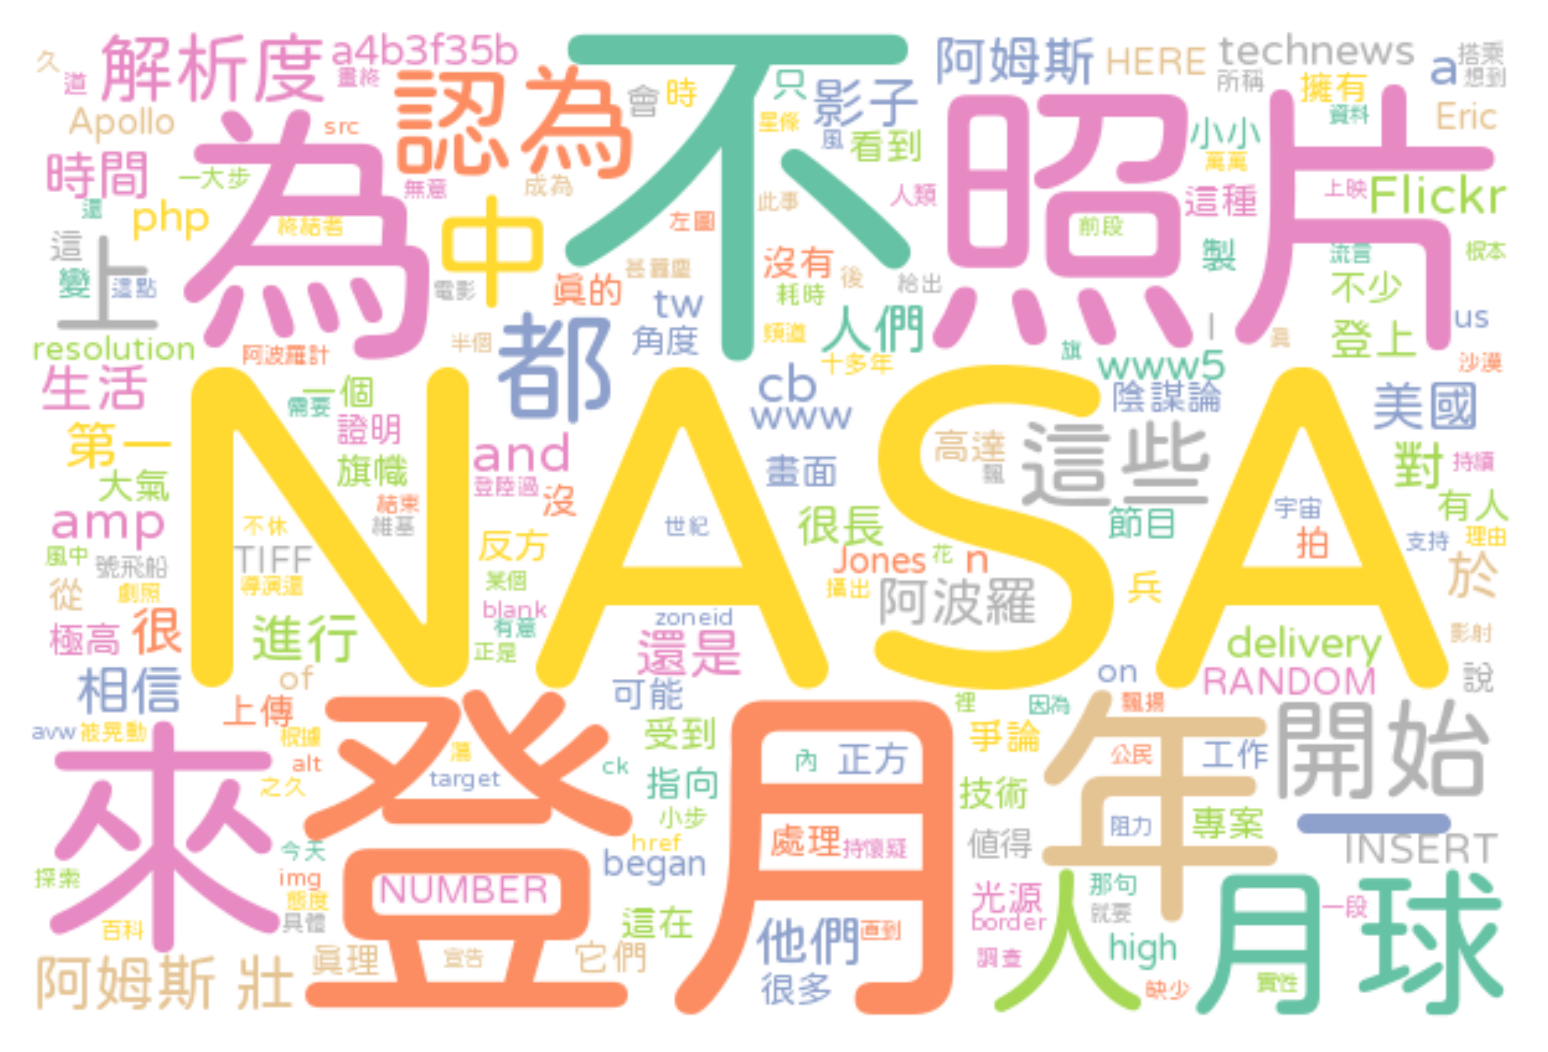 久 解析度 a4b3f35b 不 阿姆斯 HERE technews 搭乘
道 畫終 認為 會 時 只 影子 所稱 擁有 a 想到
Apollo src 星條 風 看到 照片 小小 資料 Eric
時間 一大步 為 無意 成為 萬萬
還 php 終結者 中 此事 人類 這種 上映 Flickr
這 左圖 前段
變 上 這點 電影 真的 甚囂塵 沒有 後 給出 製 流言 根本
耗時 不少
tw 人們 l us
resolution 阿波羅計 半個 都 角度 頻道 十多年 旗 www5 真 登上 沙漠
生活 一個 需要 cb www 陰謀論 美國
第一 證明 NASA and 高達 這些 對 持續
大氣 旗幟 登陸過 沒 畫面 飄 有人
amp 不休 結束 維基 反方 世紀 很長 節目 宇宙 拍 支持 理由
風中 號飛船 TIFF 某個 Jones 花 n
從 劇照 導演還 blank 攝出 阿波羅 兵 於
極高 很 進行 有意 zoneid delivery 影射
正是 還是
相信 of 可能 on RANDOM 說
上傳 裡 因為 飄揚
avw 被晃動 根據 受到 爭論 年 開始
來 alt 登月 內 正方 公民 工作
之久 target ck 指向 技術
小步 阻力 專案 一
今天 href 處理 持懷疑 值得 INSERT
探索 img NUMBER began 那句
態度 光源 人 月球
百科 具體 這在 他們 直到 border 就要 一段
阿姆斯 壯 真理 宣告 它們 調查 high
很多 缺少 實性